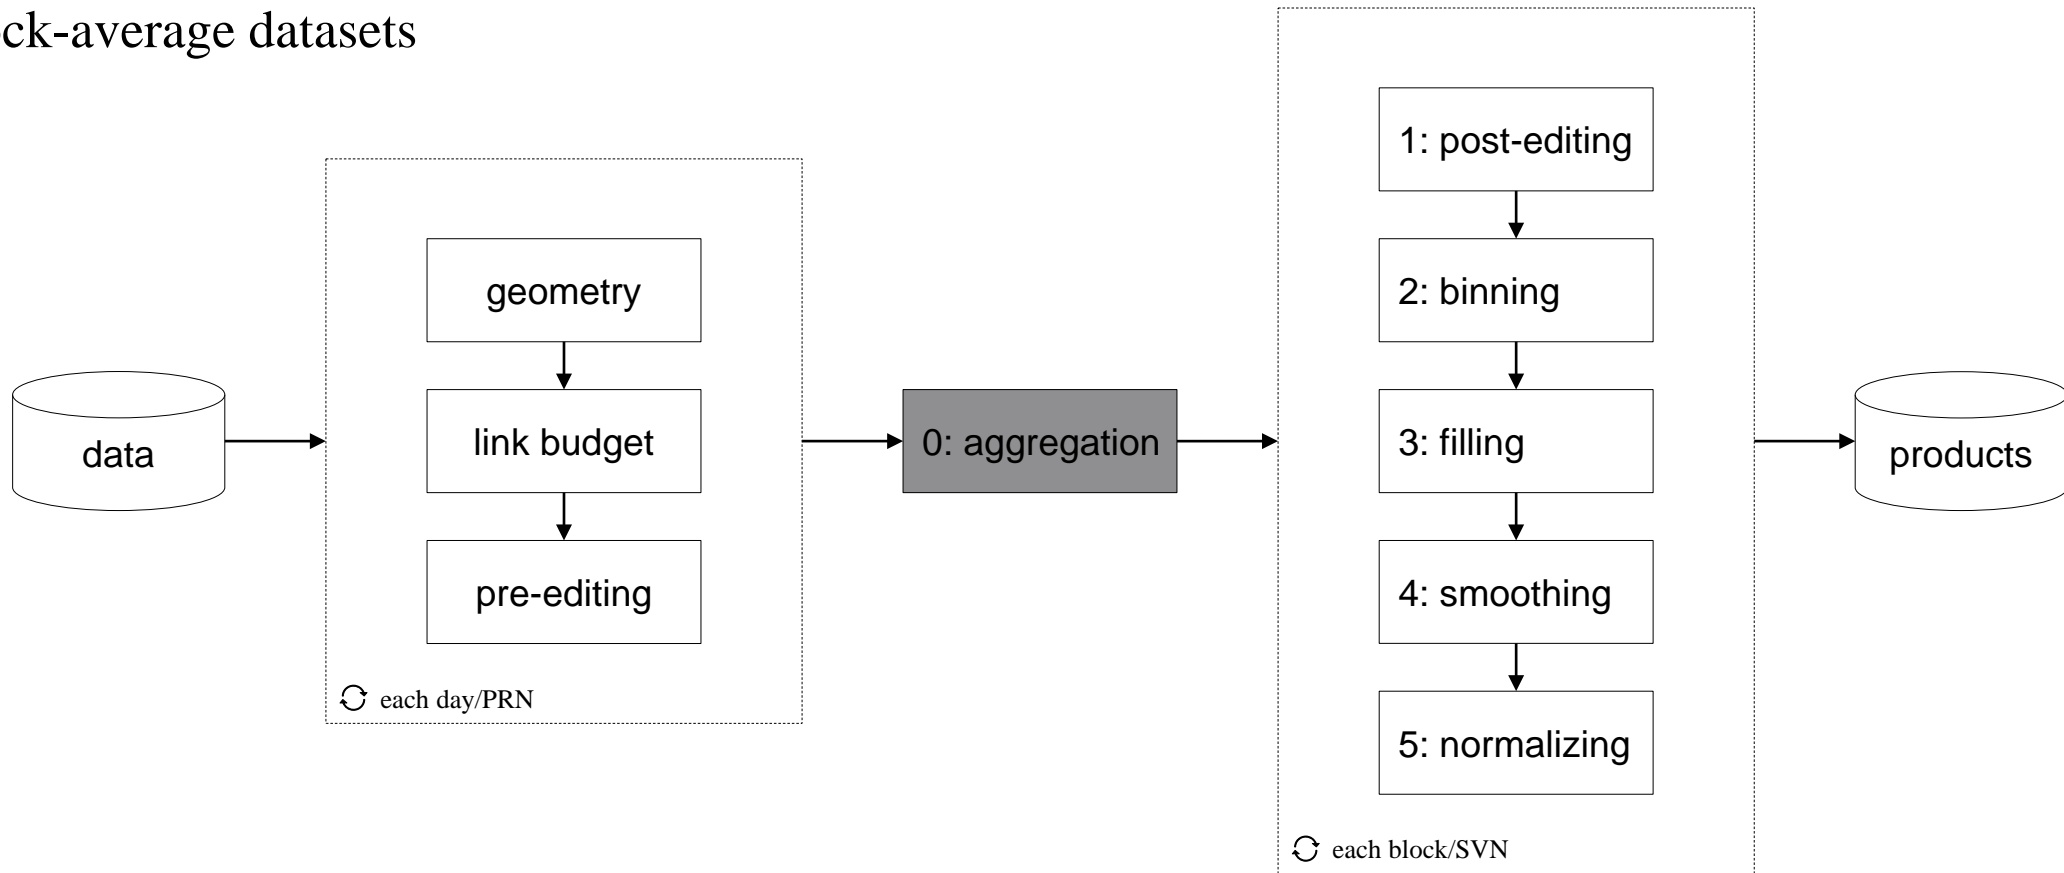 ck-average datasets
data
geometry
link budget
pre-editing
each day/PRN
0: aggregation
1: post-editing
2: binning
3: filling
4: smoothing
5: normalizing
each block/SVN
products